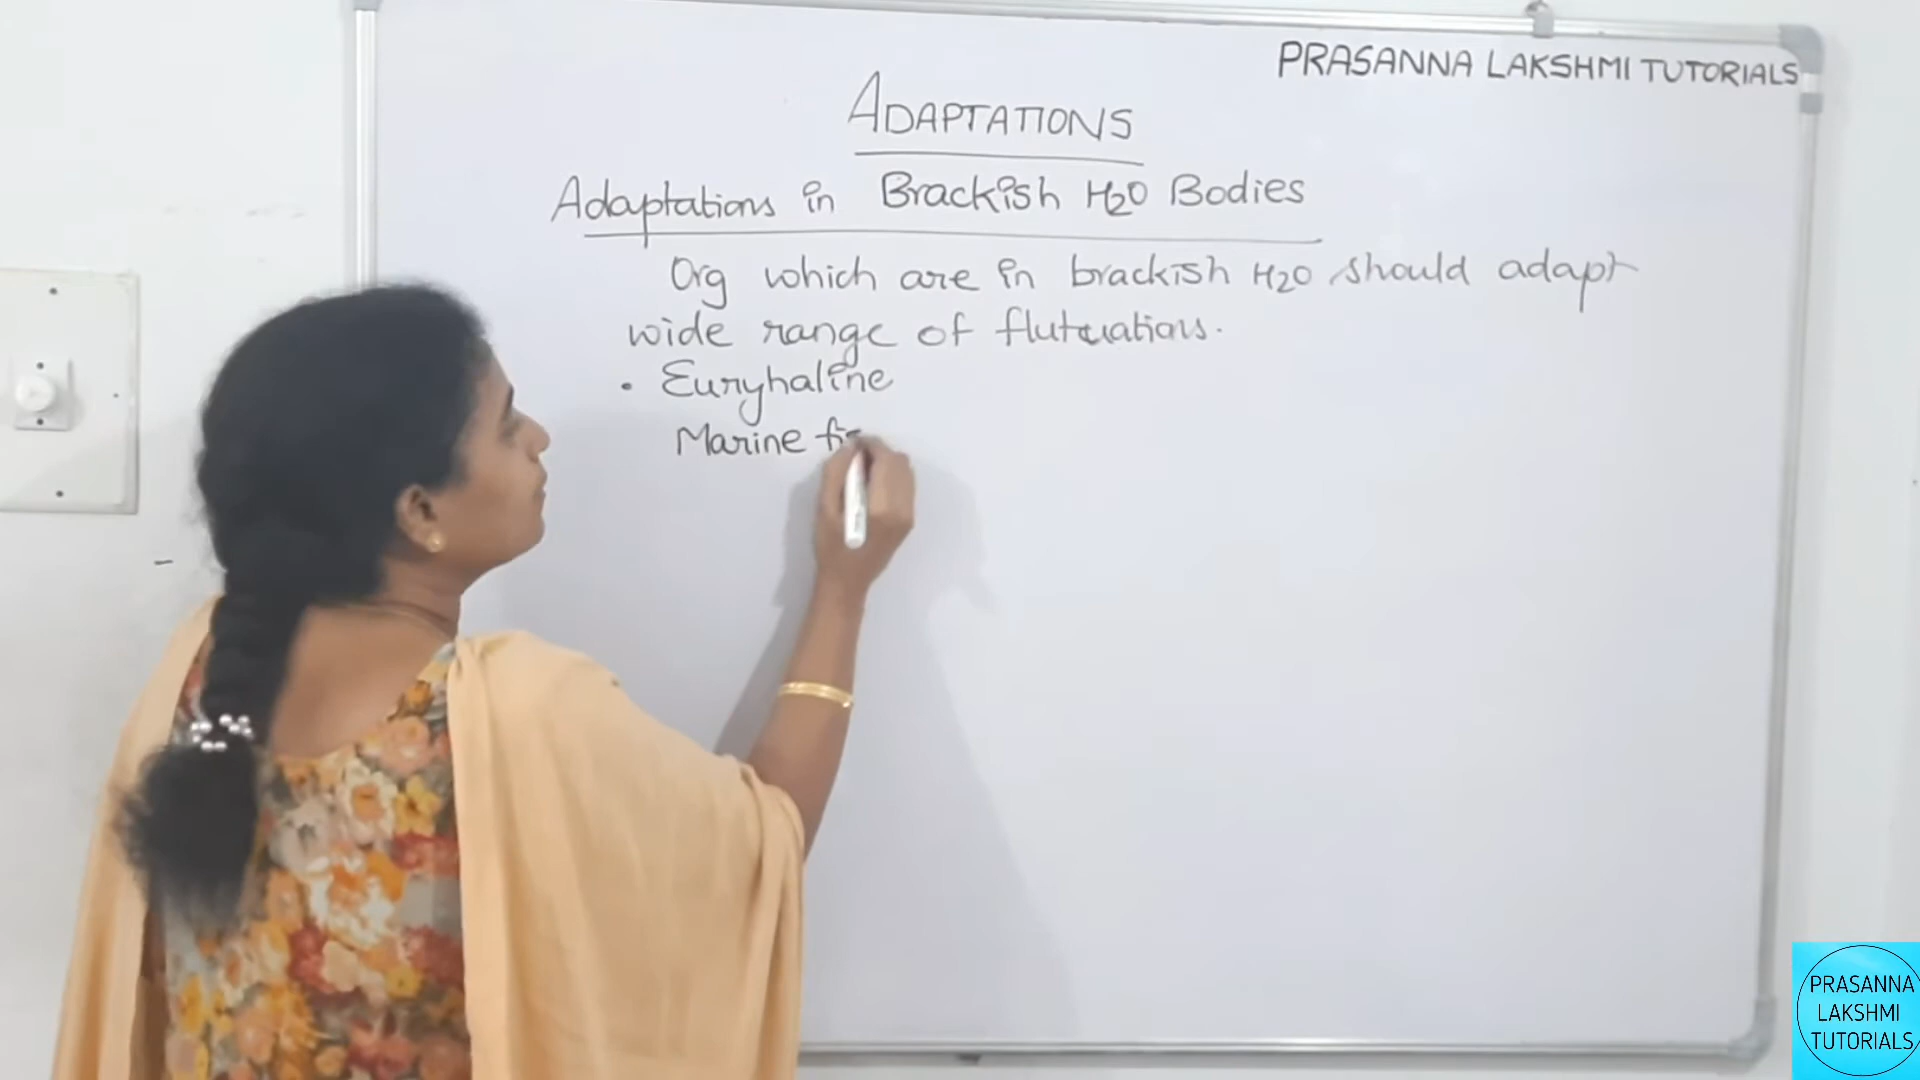 PRASANNA LAKSHMI TUTORIALS
ADAPTATIONS
Adaptations in Brackish H2O Bodies
Org which are in brackish H2O should adapt
wide range of flutuations.
• Euryhaline
Marine fis
PRASANNA
LAKSHMI
TUTORIALS